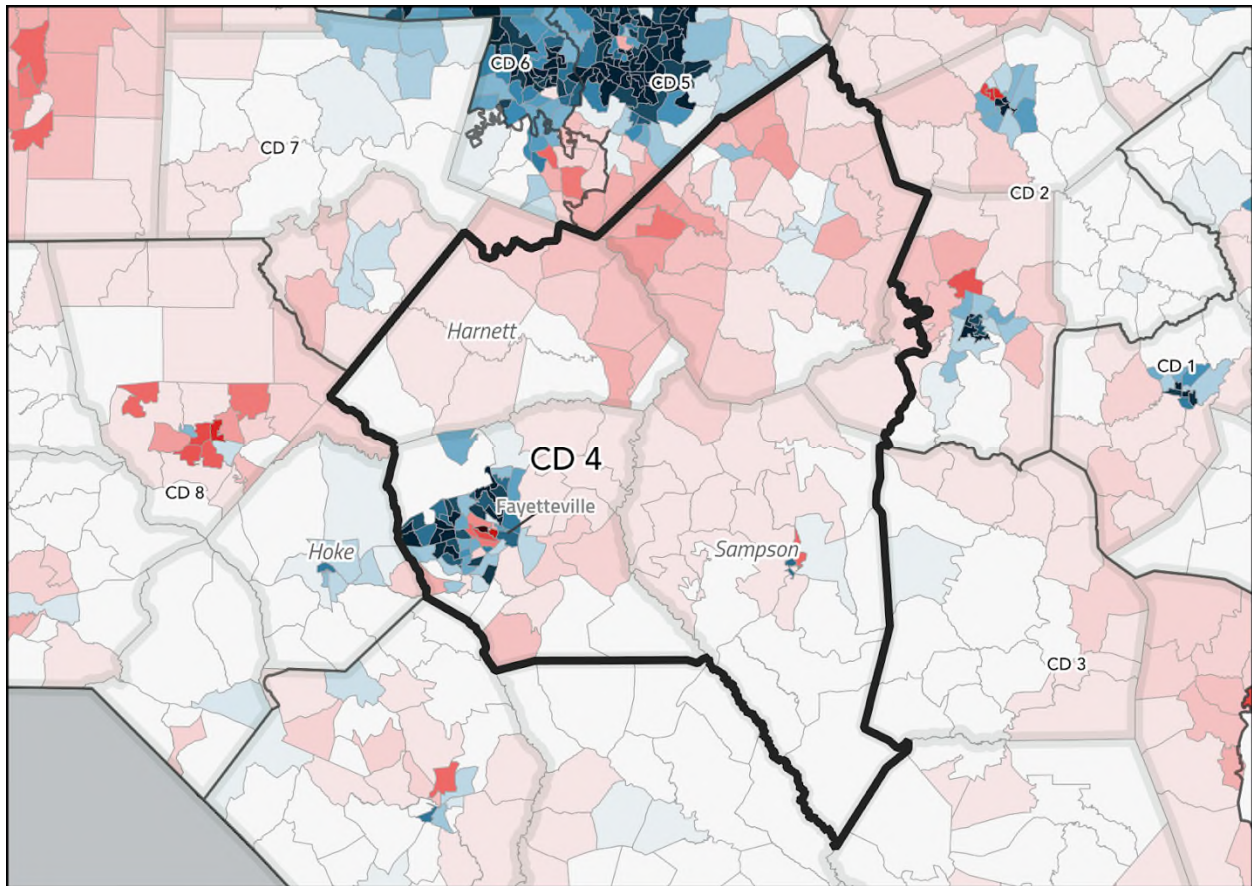 CD 6
CD 5
CD 7
CD 2
Harnett
CD 1
CD 4
CD 8
Fayetteville
Hoke
Sampson
CD 3